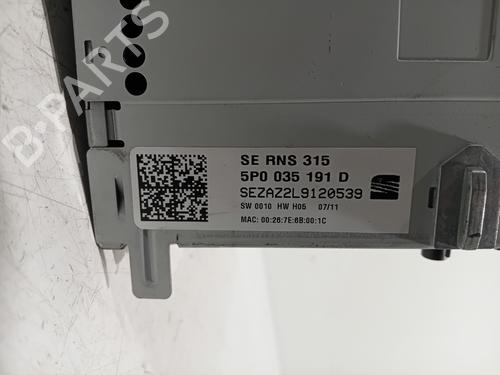 B-PARTS
SE RNS 315
5P0 035 191 D
SEZAZ2L9120539
SW 0010 HW H05 07/11
MAC: 00:26:7E:6B:00:1C